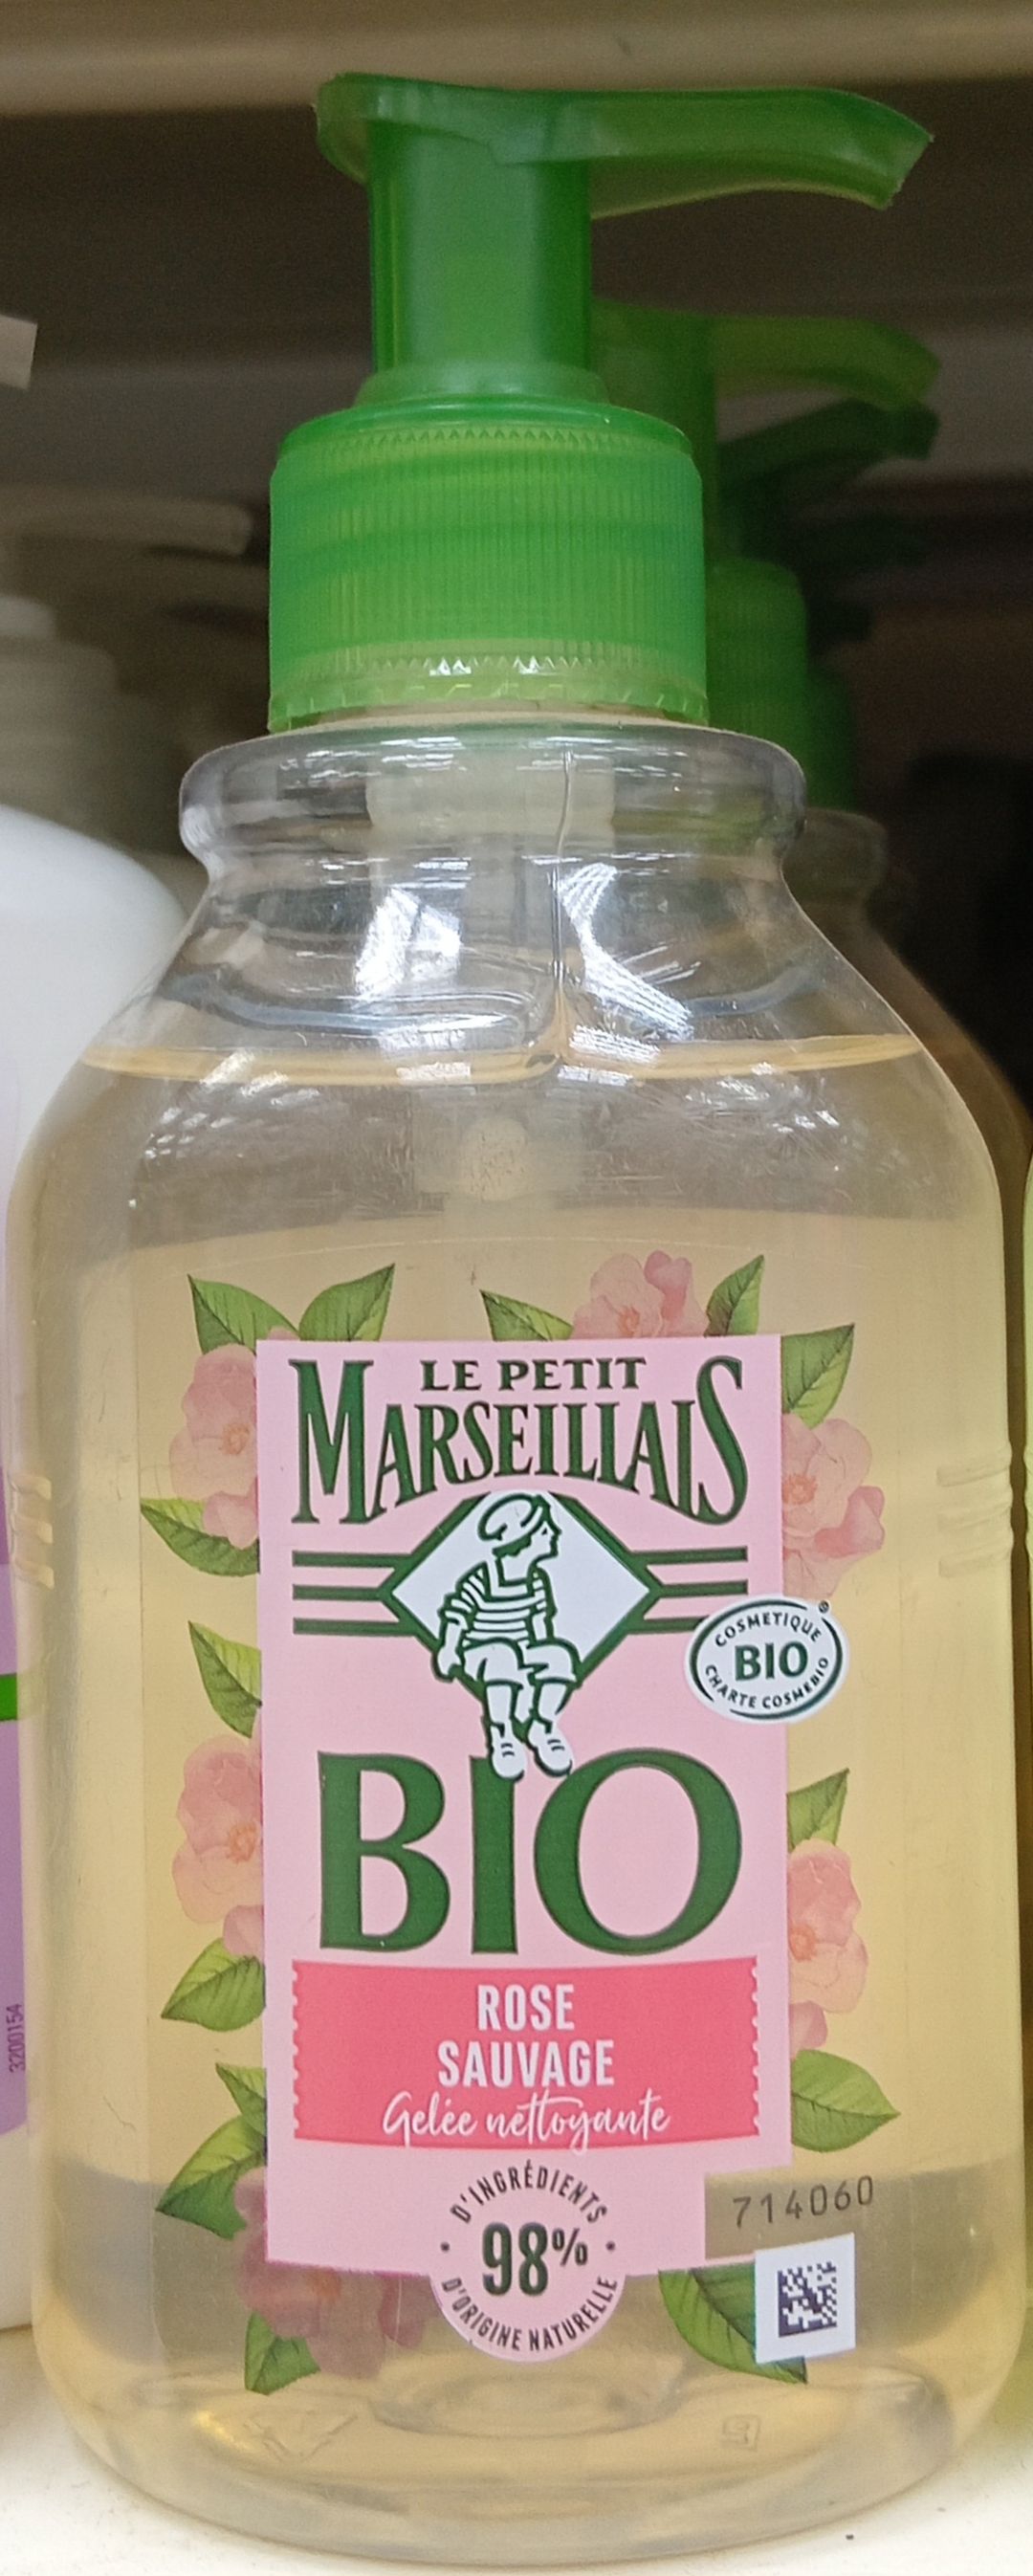 LE PETIT
MARSEILLAIS
COSMETIQUE
BIO
CHARTE COSMEBIO
BIO
ROSE
SAUVAGE
Gelée nettoyante
D'INGRÉDIENTS
98%
D'ORIGINE NATURELLE
714060
3200154